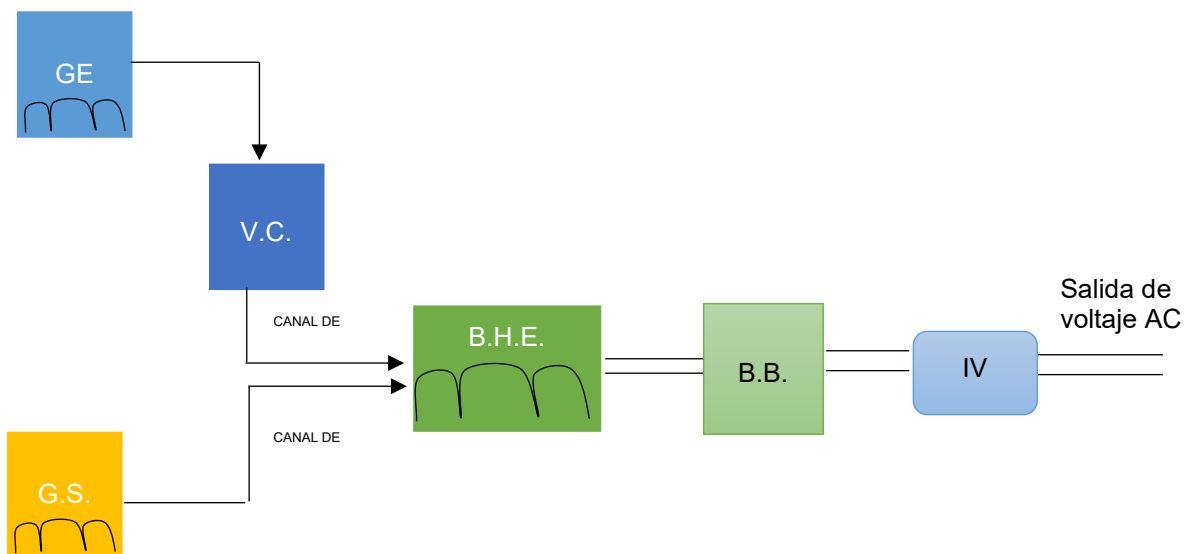 GE
V.C.
CANAL DE
B.H.E.
B.B.
IV
Salida de
voltaje AC
CANAL DE
G.S.